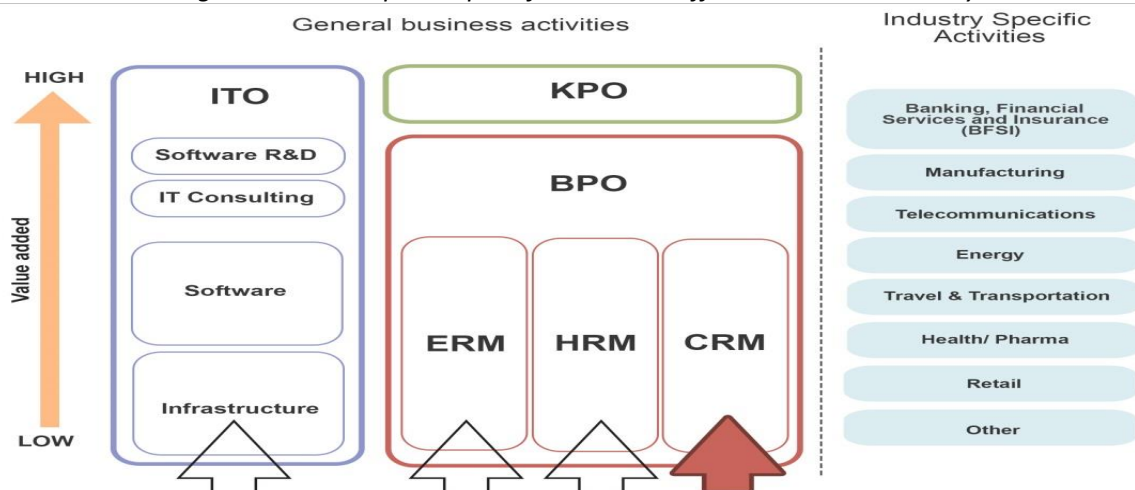 General business activities
Industry Specific
Activities
HIGH
Value added
LOW
ITO
Software R&D
IT Consulting
Software
Infrastructure
KPO
BPO
ERM
HRM
CRM
Banking, Financial
Services and Insurance
(BFSI)
Manufacturing
Telecommunications
Energy
Travel & Transportation
Health/ Pharma
Retail
Other